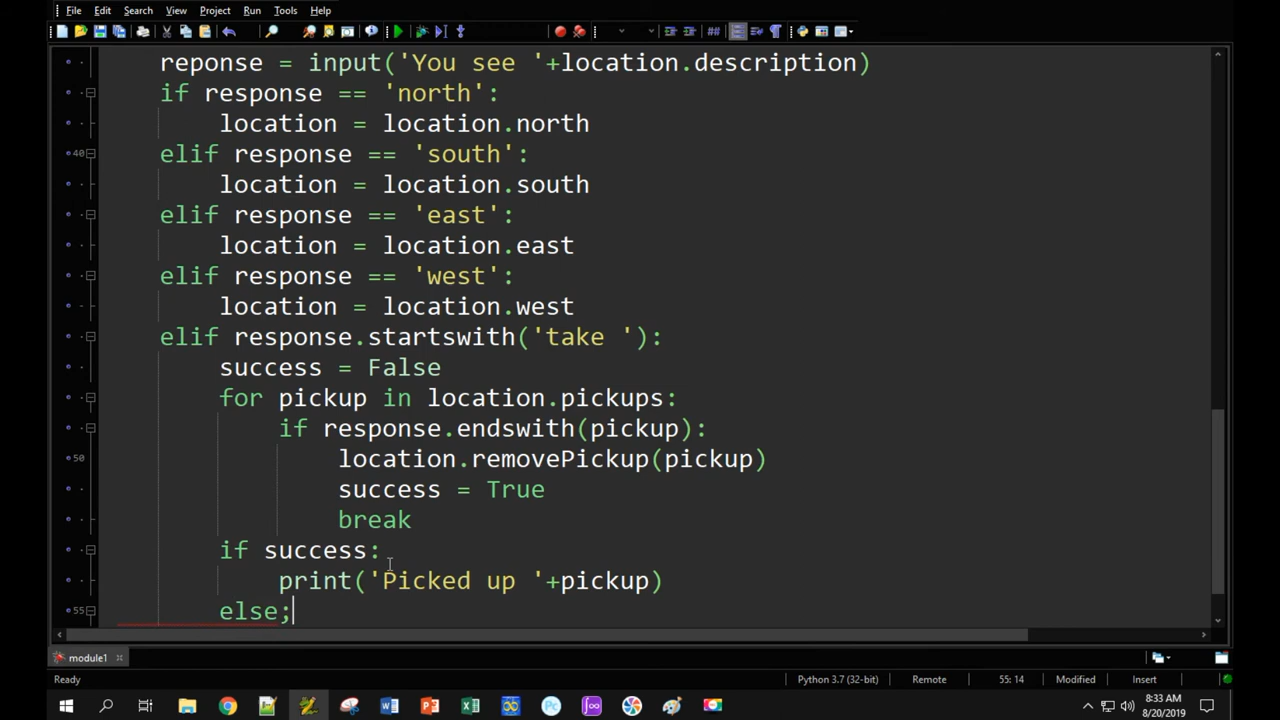 File Edit Search View Project Run Tools Help
reponse = input('You see '+location.description)
if response == 'north':
location = location.north
40 elif response == 'south':
location = location.south
elif response == 'east':
location = location.east
elif response == 'west':
location = location.west
elif response.startswith('take '):
success = False
for pickup in location.pickups:
if response.endswith(pickup):
50 location.removePickup(pickup)
success = True
break
if success:
print('Picked up '+pickup)
55 else;
module1
Ready Python 3.7 (32-bit) Remote 55: 14 Modified Insert
8:33 AM
8/20/2019